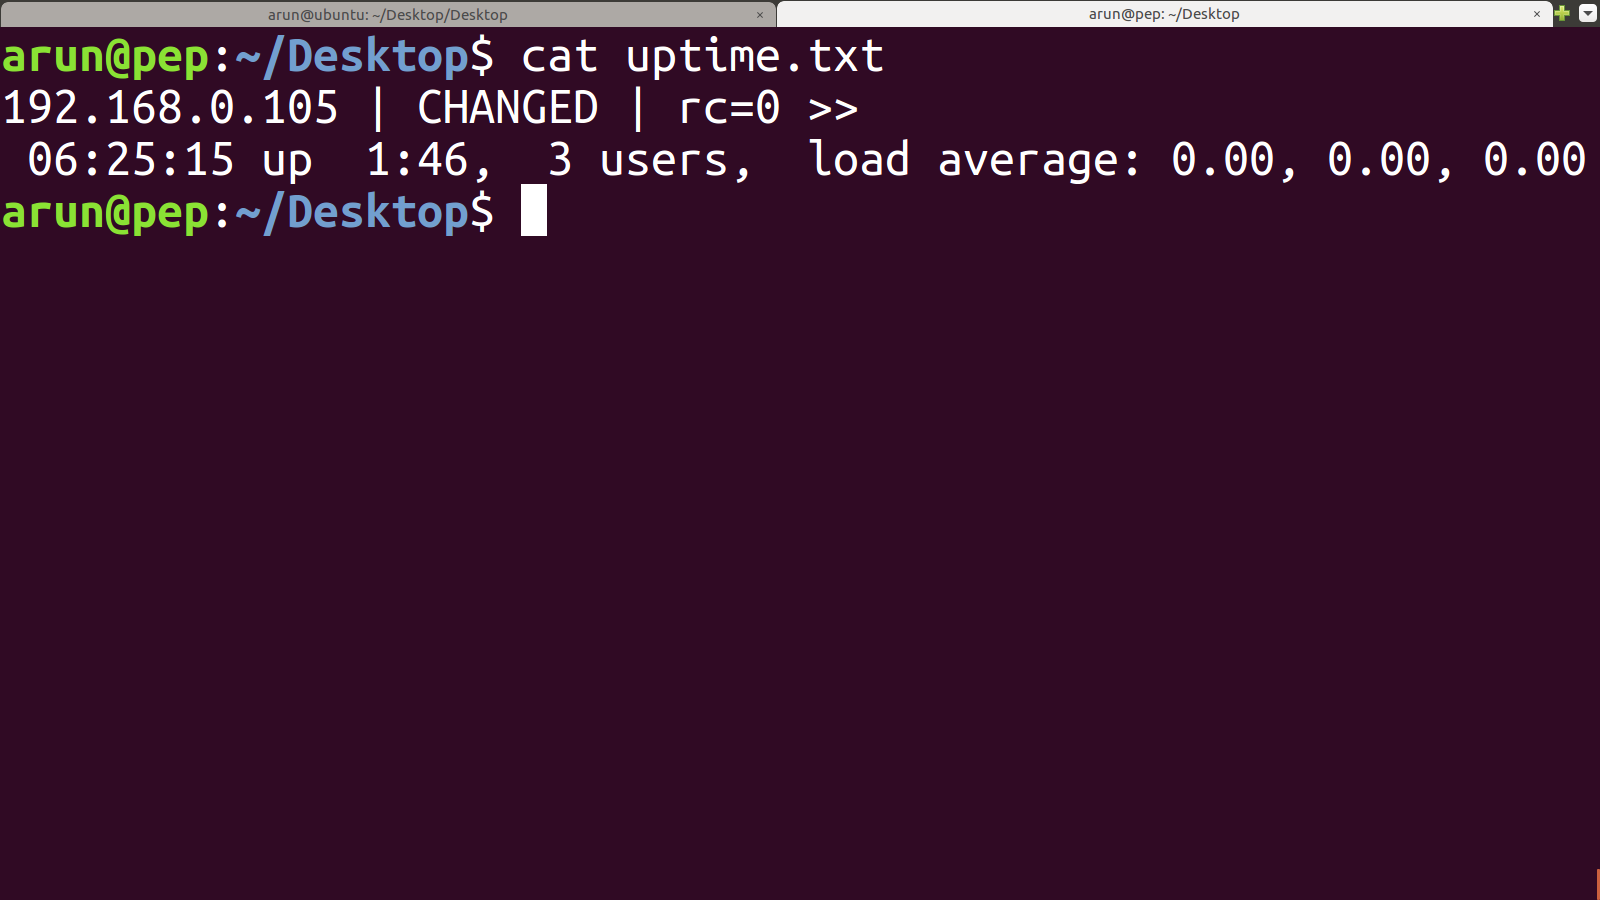 arun@ubuntu: ~/Desktop/Desktop × arun@pep: ~/Desktop ×
arun@pep:~/Desktop$ cat uptime.txt
192.168.0.105 | CHANGED | rc=0 >>
 06:25:15 up  1:46,  3 users,  load average: 0.00, 0.00, 0.00
arun@pep:~/Desktop$